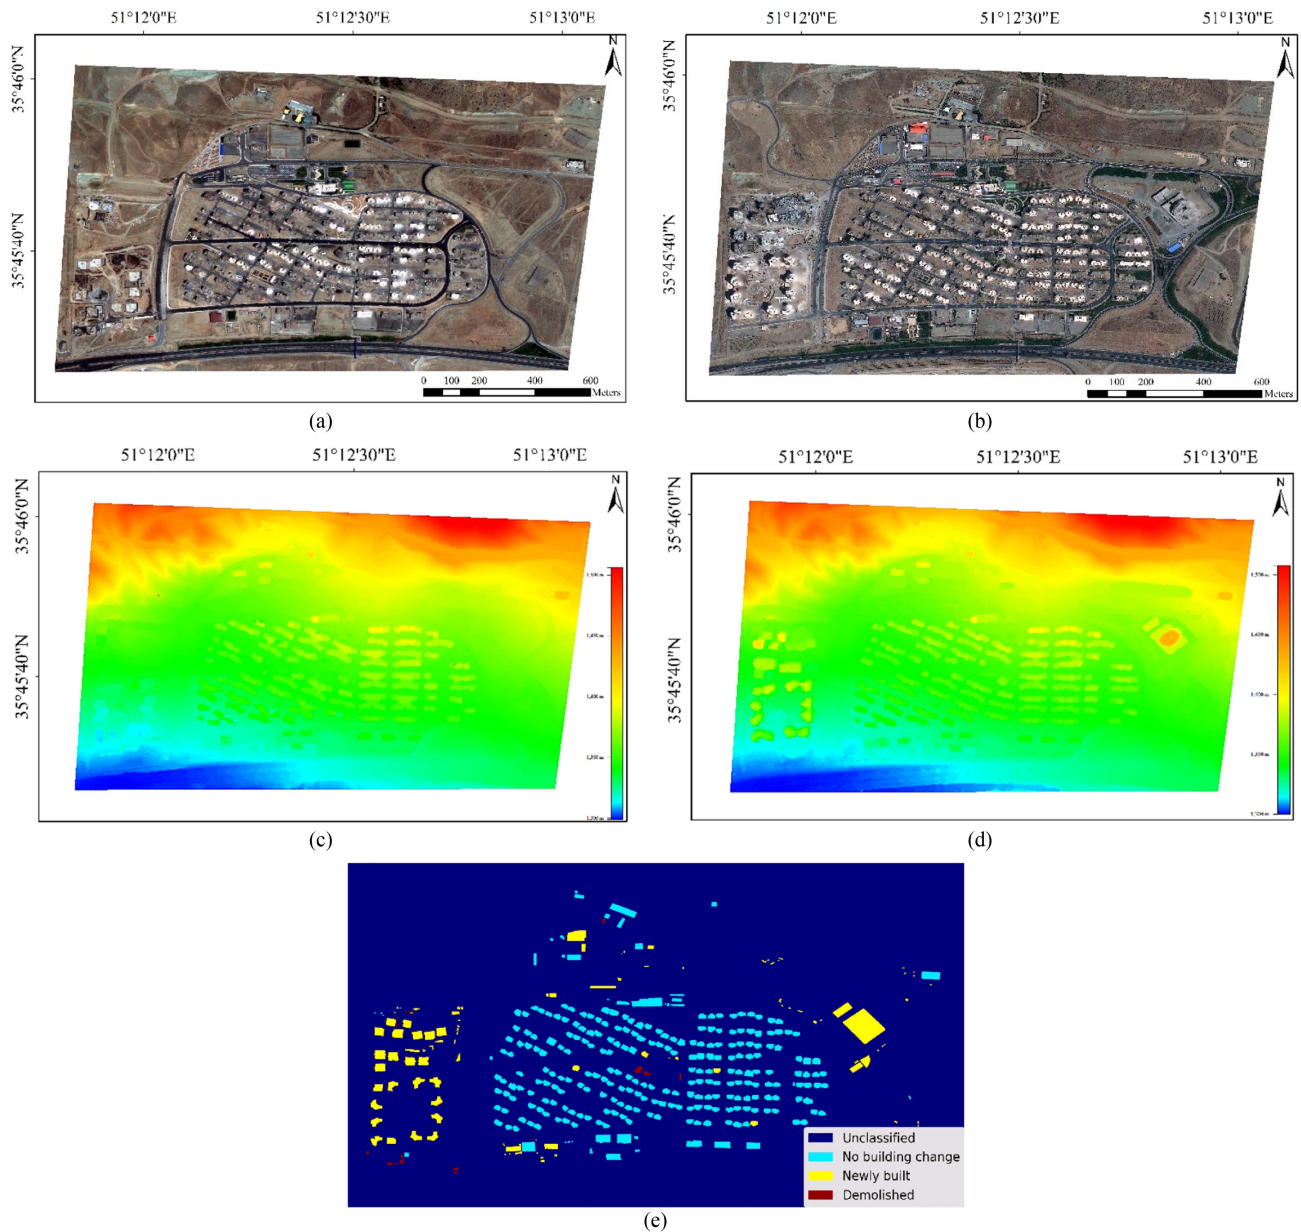 51°12'0"E 51°12'30"E 51°13'0"E
35°46'0"N
35°45'40"N
N
0 100 200 400 600
Meters
(a)
51°12'0"E 51°12'30"E 51°13'0"E
35°46'0"N
35°45'40"N
N
0 100 200 400 600
Meters
(b)
51°12'0"E 51°12'30"E 51°13'0"E
35°46'0"N
35°45'40"N
N
(c)
51°12'0"E 51°12'30"E 51°13'0"E
35°46'0"N
35°45'40"N
N
(d)
Unclassified
No building change
Newly built
Demolished
(e)